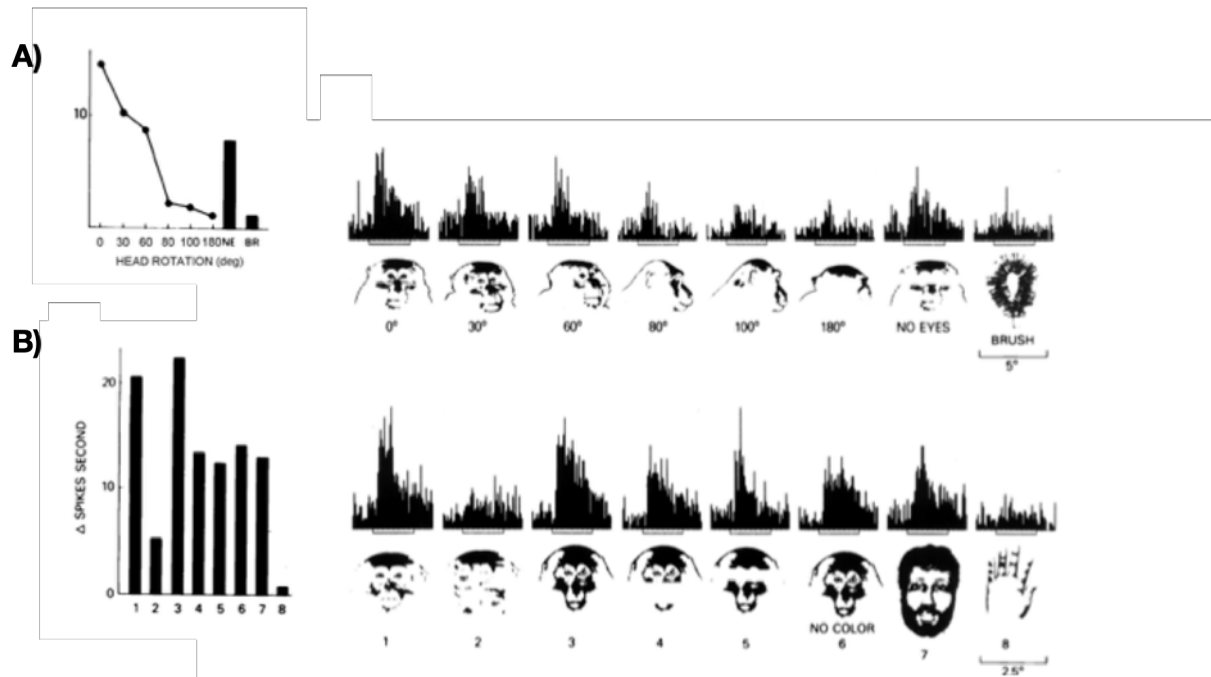 A)
10
0 30 60 80 100 180 NE BR
HEAD ROTATION (deg)
0° 30° 60° 80° 100° 180° NO EYES BRUSH
5°
B)
Δ SPIKES SECOND
20
10
0
1 2 3 4 5 6 7 8
NO COLOR
1 2 3 4 5 6 7 8
2.5°